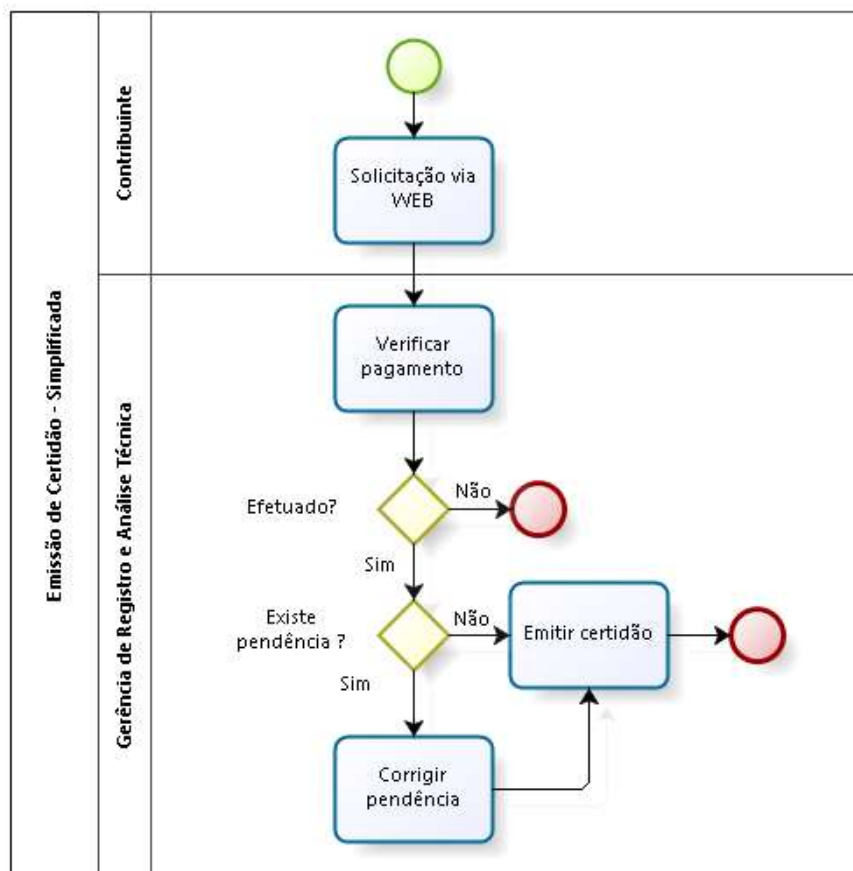 Emissão de Certidão - Simplificada
Contribuinte
Solicitação via
WEB
Gerência de Registro e Análise Técnica
Verificar
pagamento
Efetuado?
Não
Sim
Existe
pendência ?
Não
Emitir certidão
Sim
Corrigir
pendência